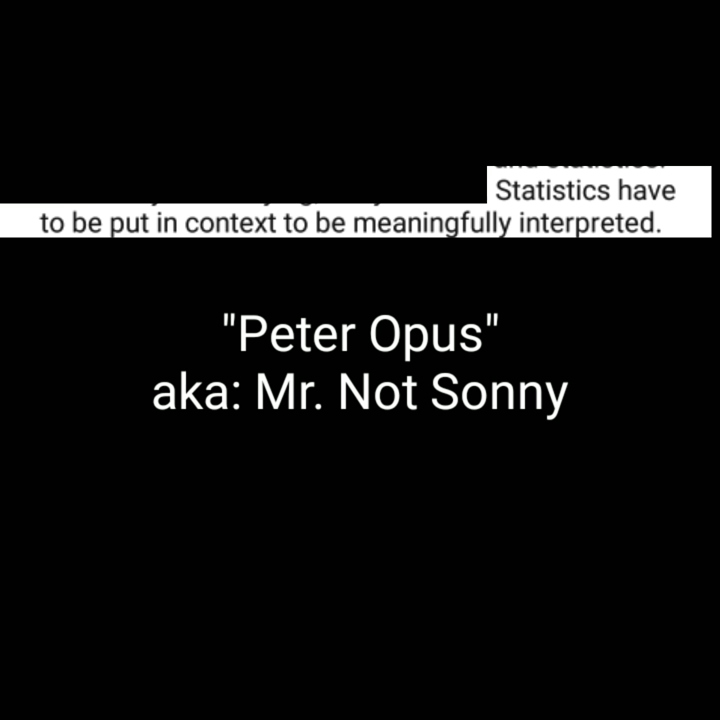 Statistics have
to be put in context to be meaningfully interpreted.
"Peter Opus"
aka: Mr. Not Sonny